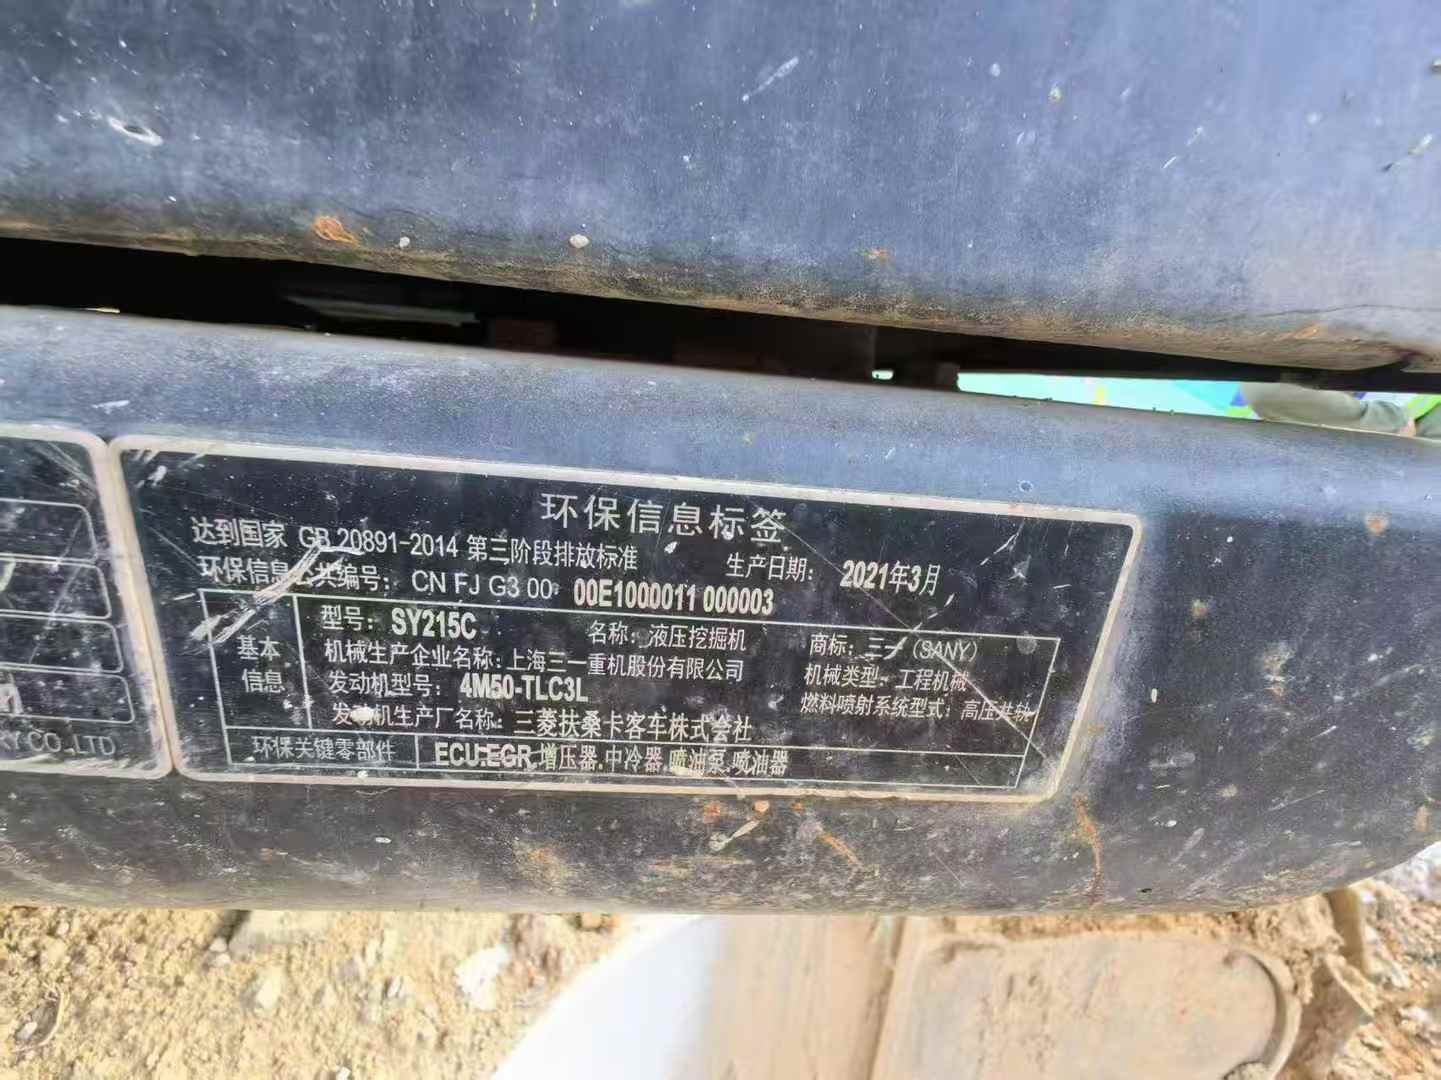 环保信息标签
达到国家 GB 20891-2014 第三阶段排放标准 生产日期： 2021年3月
环保信息公共编号： CN FJ G3 00 00E1000011 000003
基本信息
型号： SY215C 名称：液压挖掘机 商标：三一（SANY）
机械生产企业名称：上海三一重机股份有限公司 机械类型：工程机械
发动机型号： 4M50-TLC3L 燃料喷射系统型式：高压共轨
发动机生产厂名称：三菱扶桑卡客车株式会社
环保关键零部件 ECU.EGR.增压器.中冷器.喷油泵.喷油器
CO.,LTD